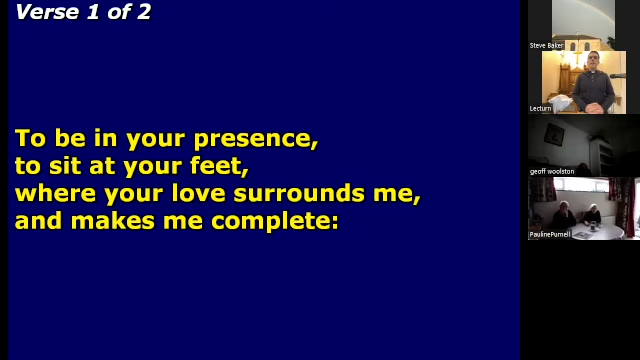 Verse 1 of 2
To be in your presence,
to sit at your feet,
where your love surrounds me,
and makes me complete:
Steve Baker
Lecturn
geoff woolston
PaulinePurnell